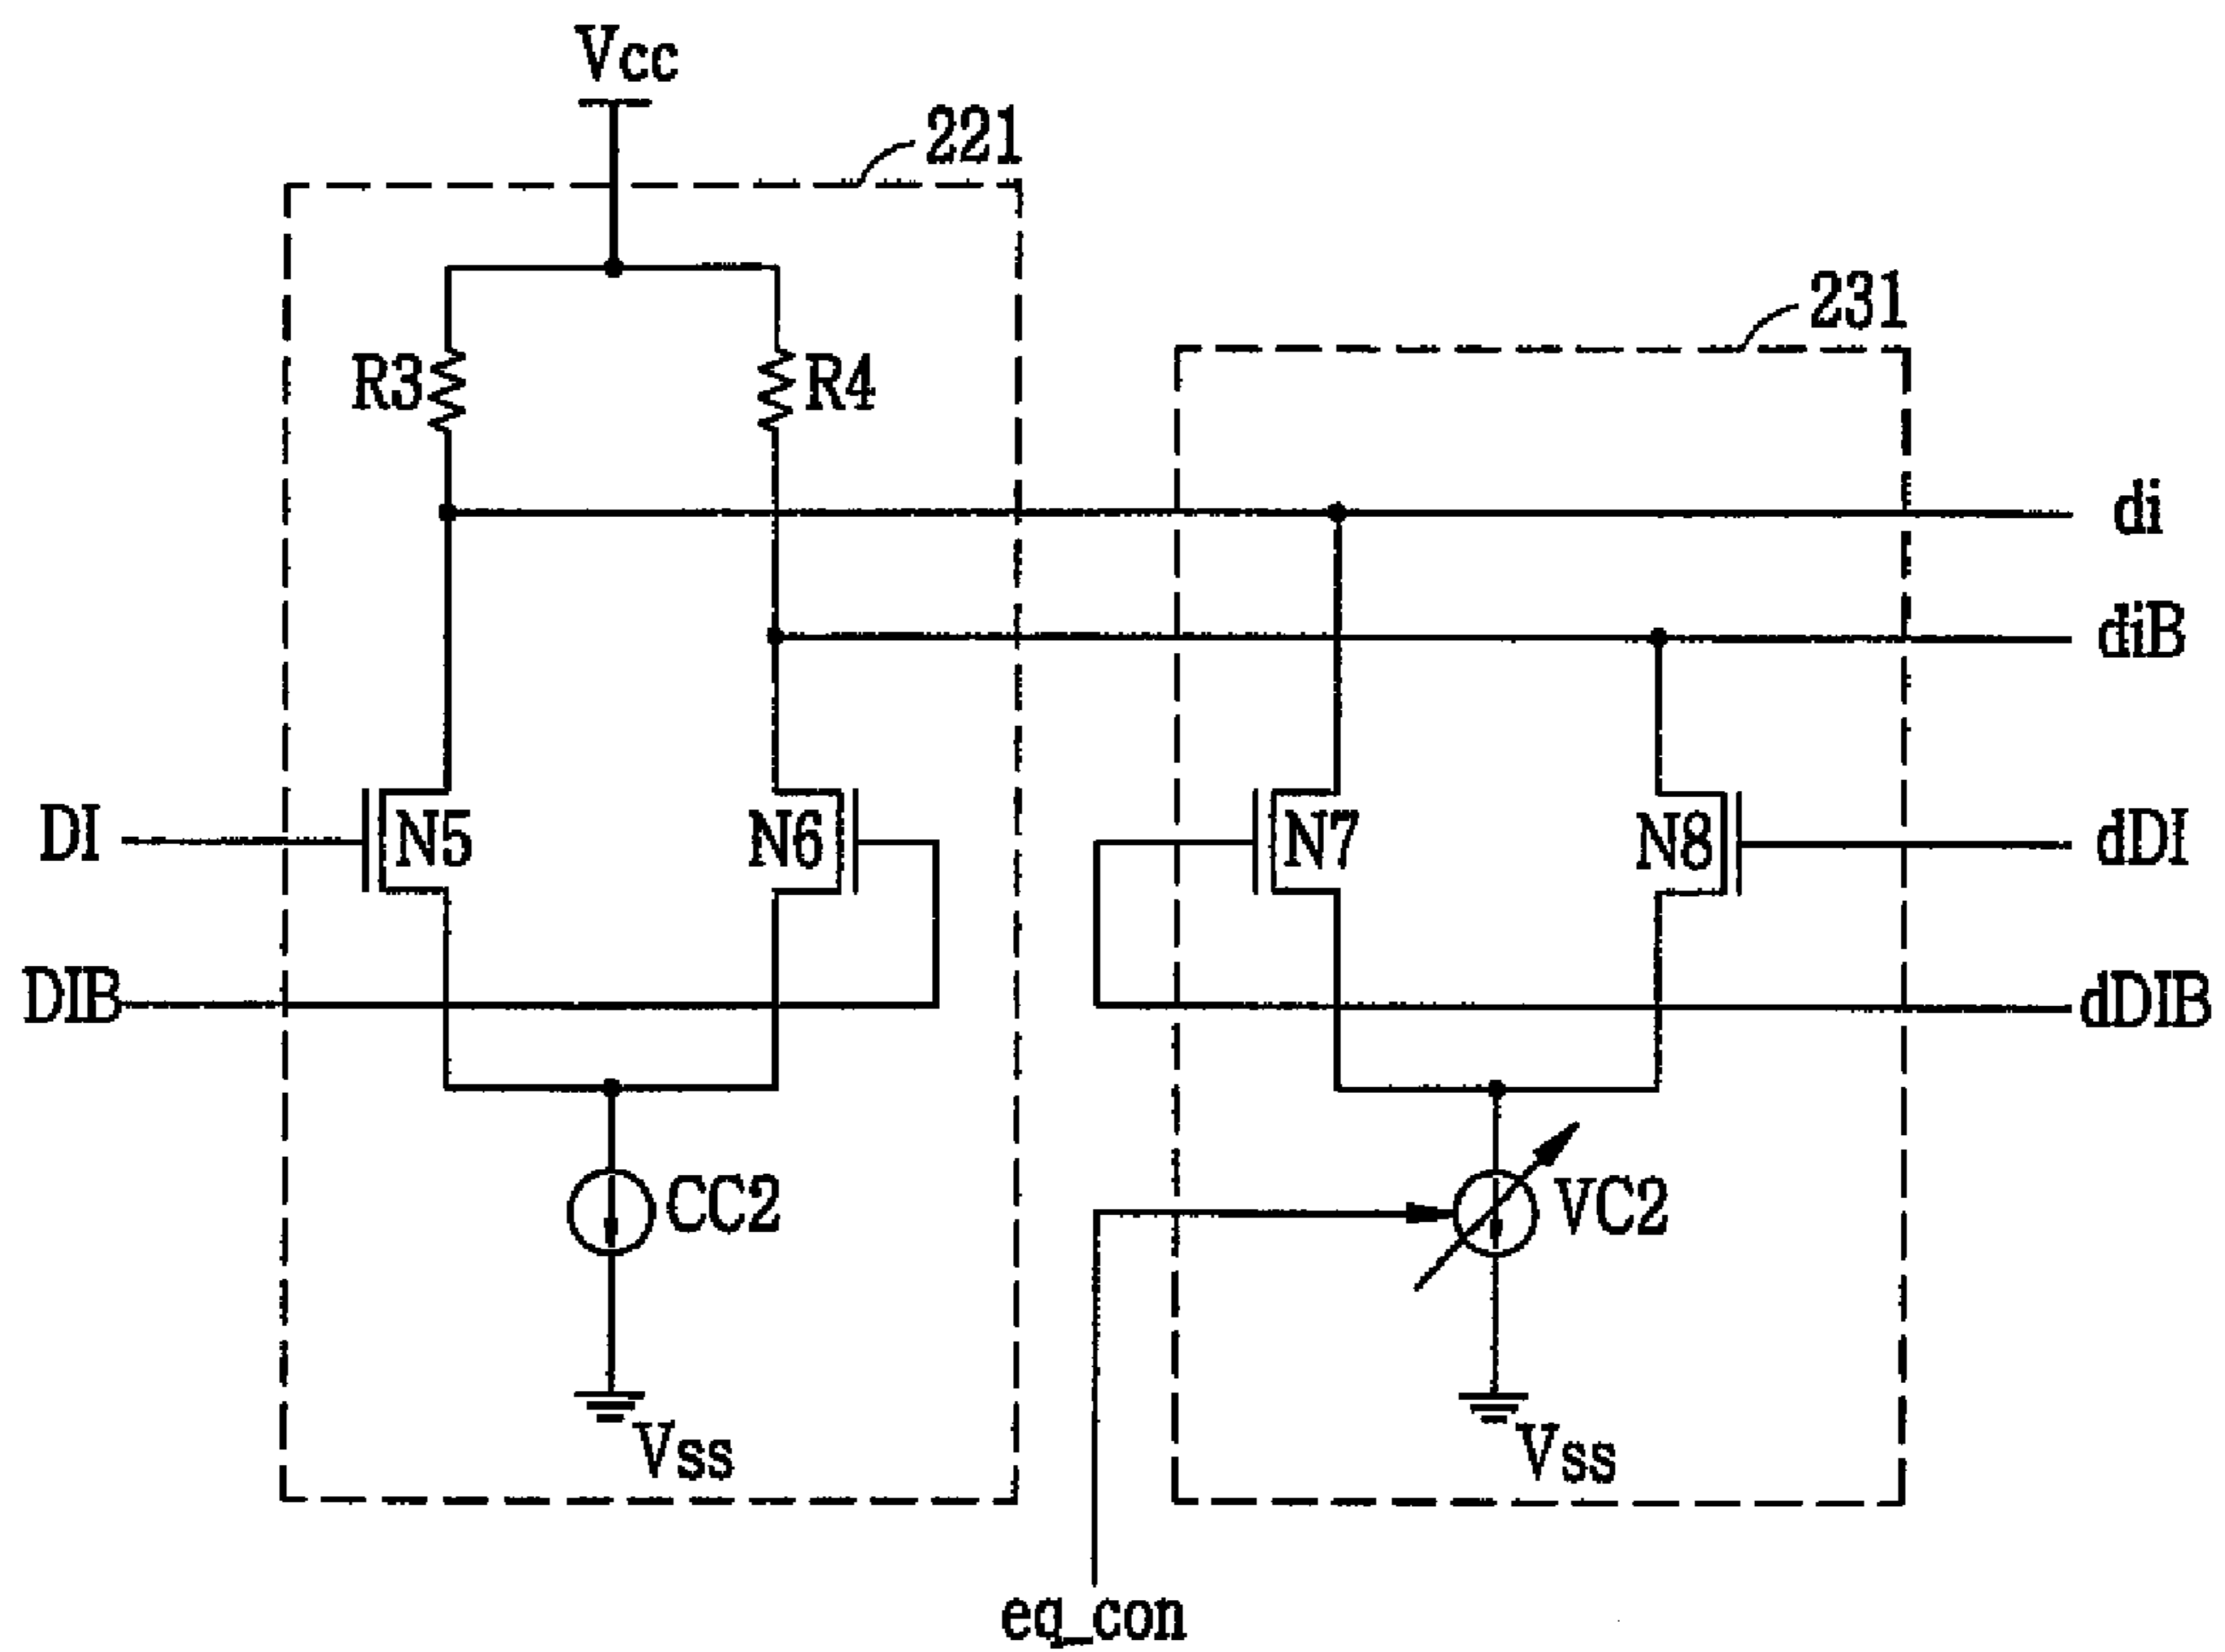 Vcc
221
231
R3
R4
di
diB
DI
N5
N6
N7
N8
dDI
DIB
dDIB
CC2
VC2
Vss
Vss
eq_con